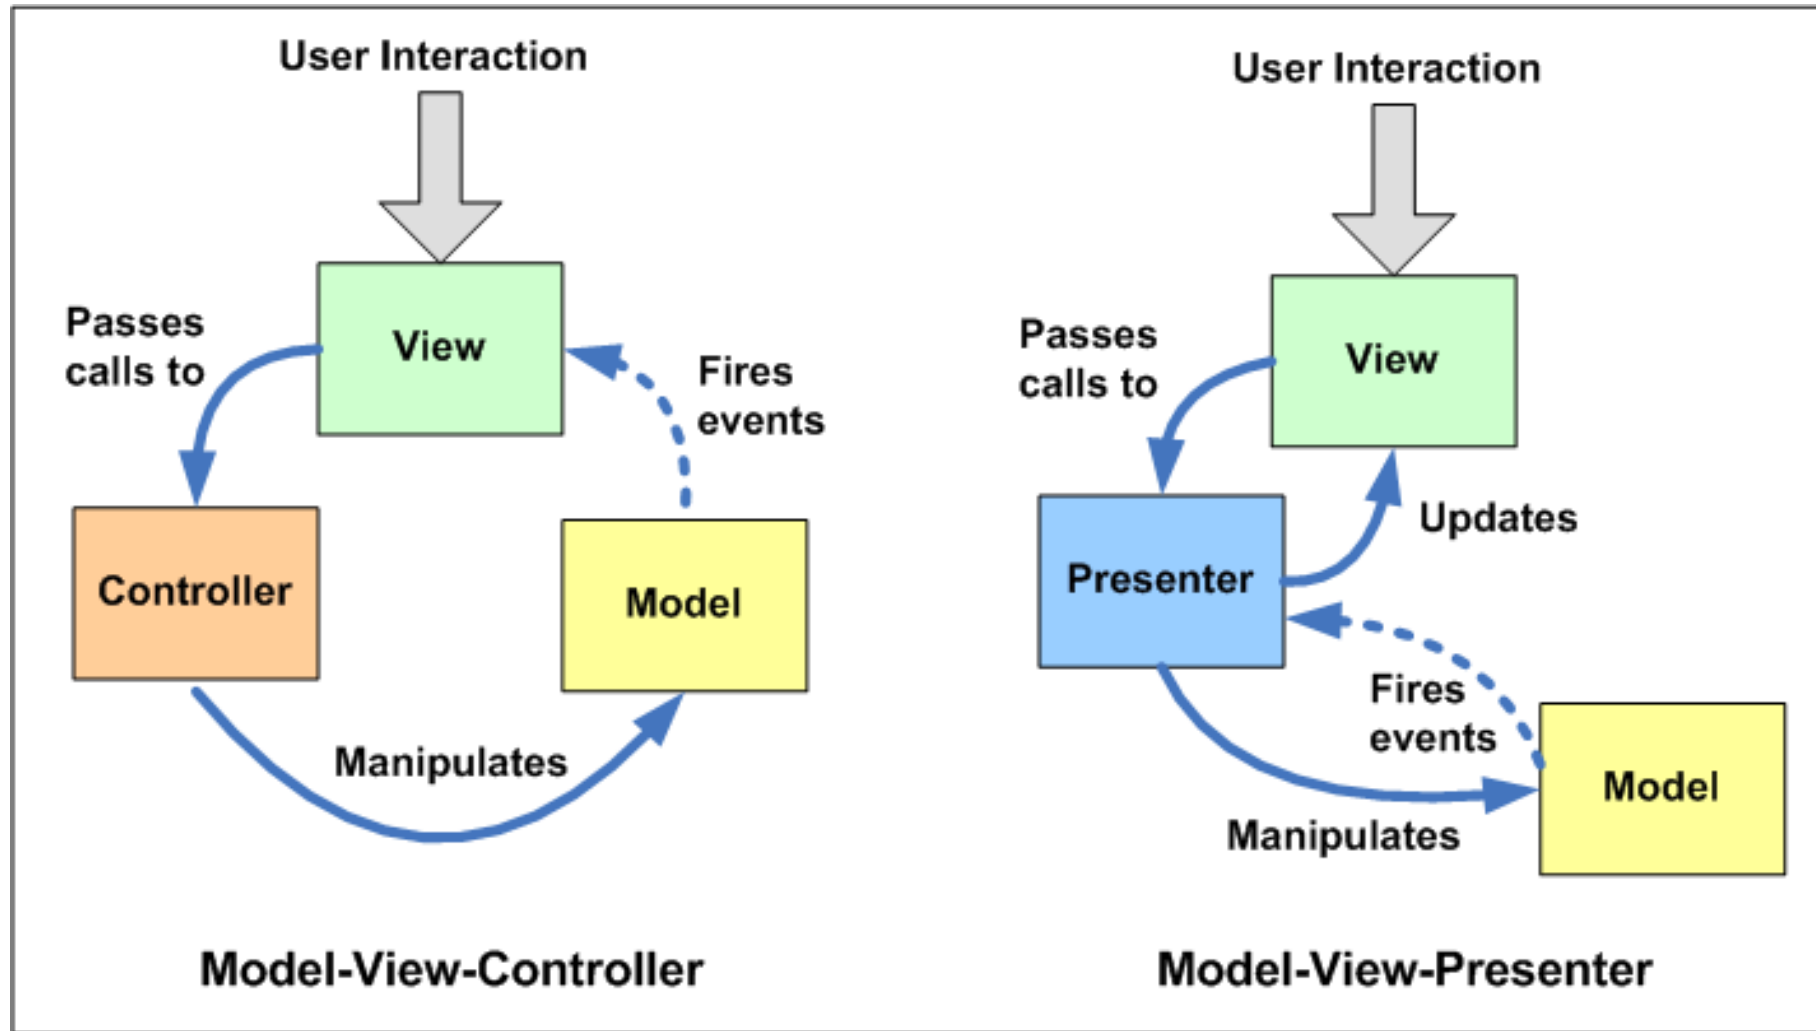 User Interaction
Passes
calls to
View
Fires
events
Controller
Model
Manipulates
Model-View-Controller
User Interaction
Passes
calls to
View
Updates
Presenter
Fires
events
Model
Manipulates
Model-View-Presenter